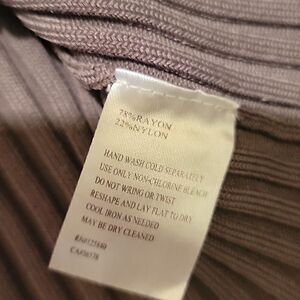 78%RAYON
22%NYLON
HAND WASH COLD SEPARATELY
USE ONLY NON-CHLORINE BLEACH
DO NOT WRING OR TWIST
RESHAPE AND LAY FLAT TO DRY
COOL IRON AS NEEDED
MAY BE DRY CLEANED